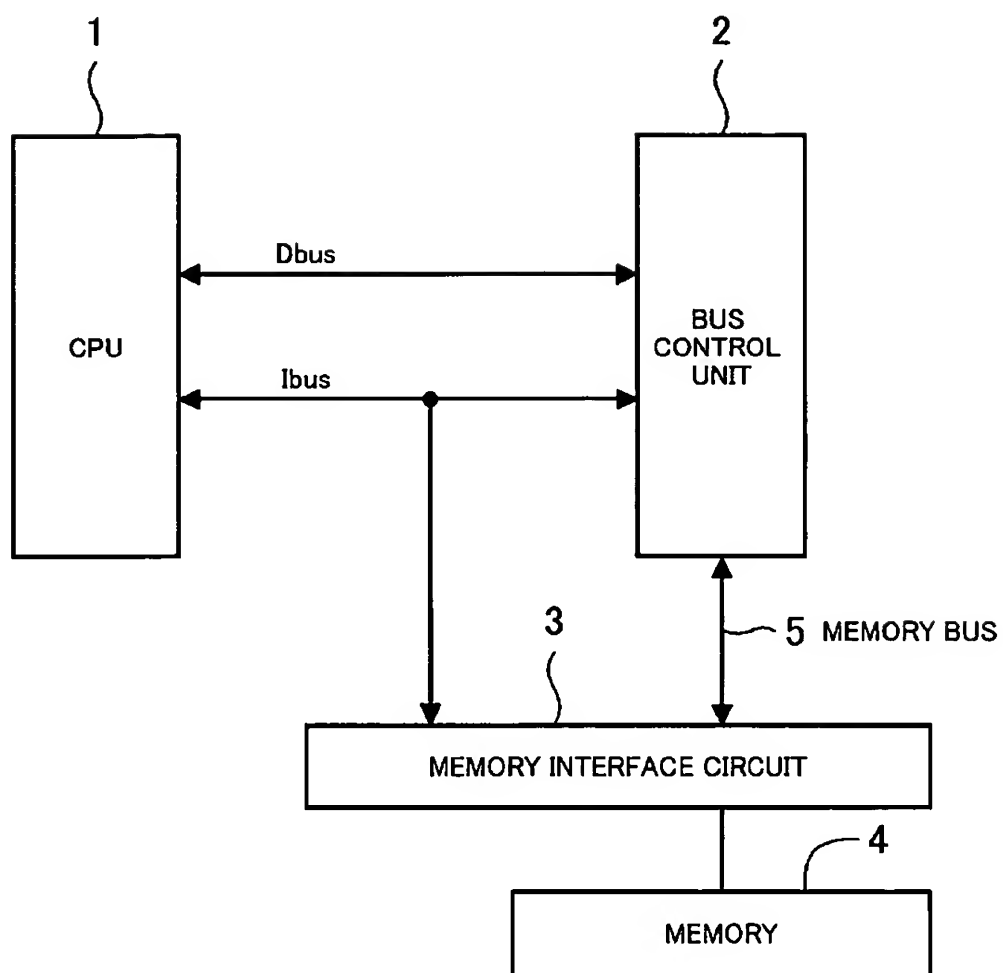 1
2
Dbus
CPU
BUS
CONTROL
UNIT
Ibus
3
5 MEMORY BUS
MEMORY INTERFACE CIRCUIT
4
MEMORY